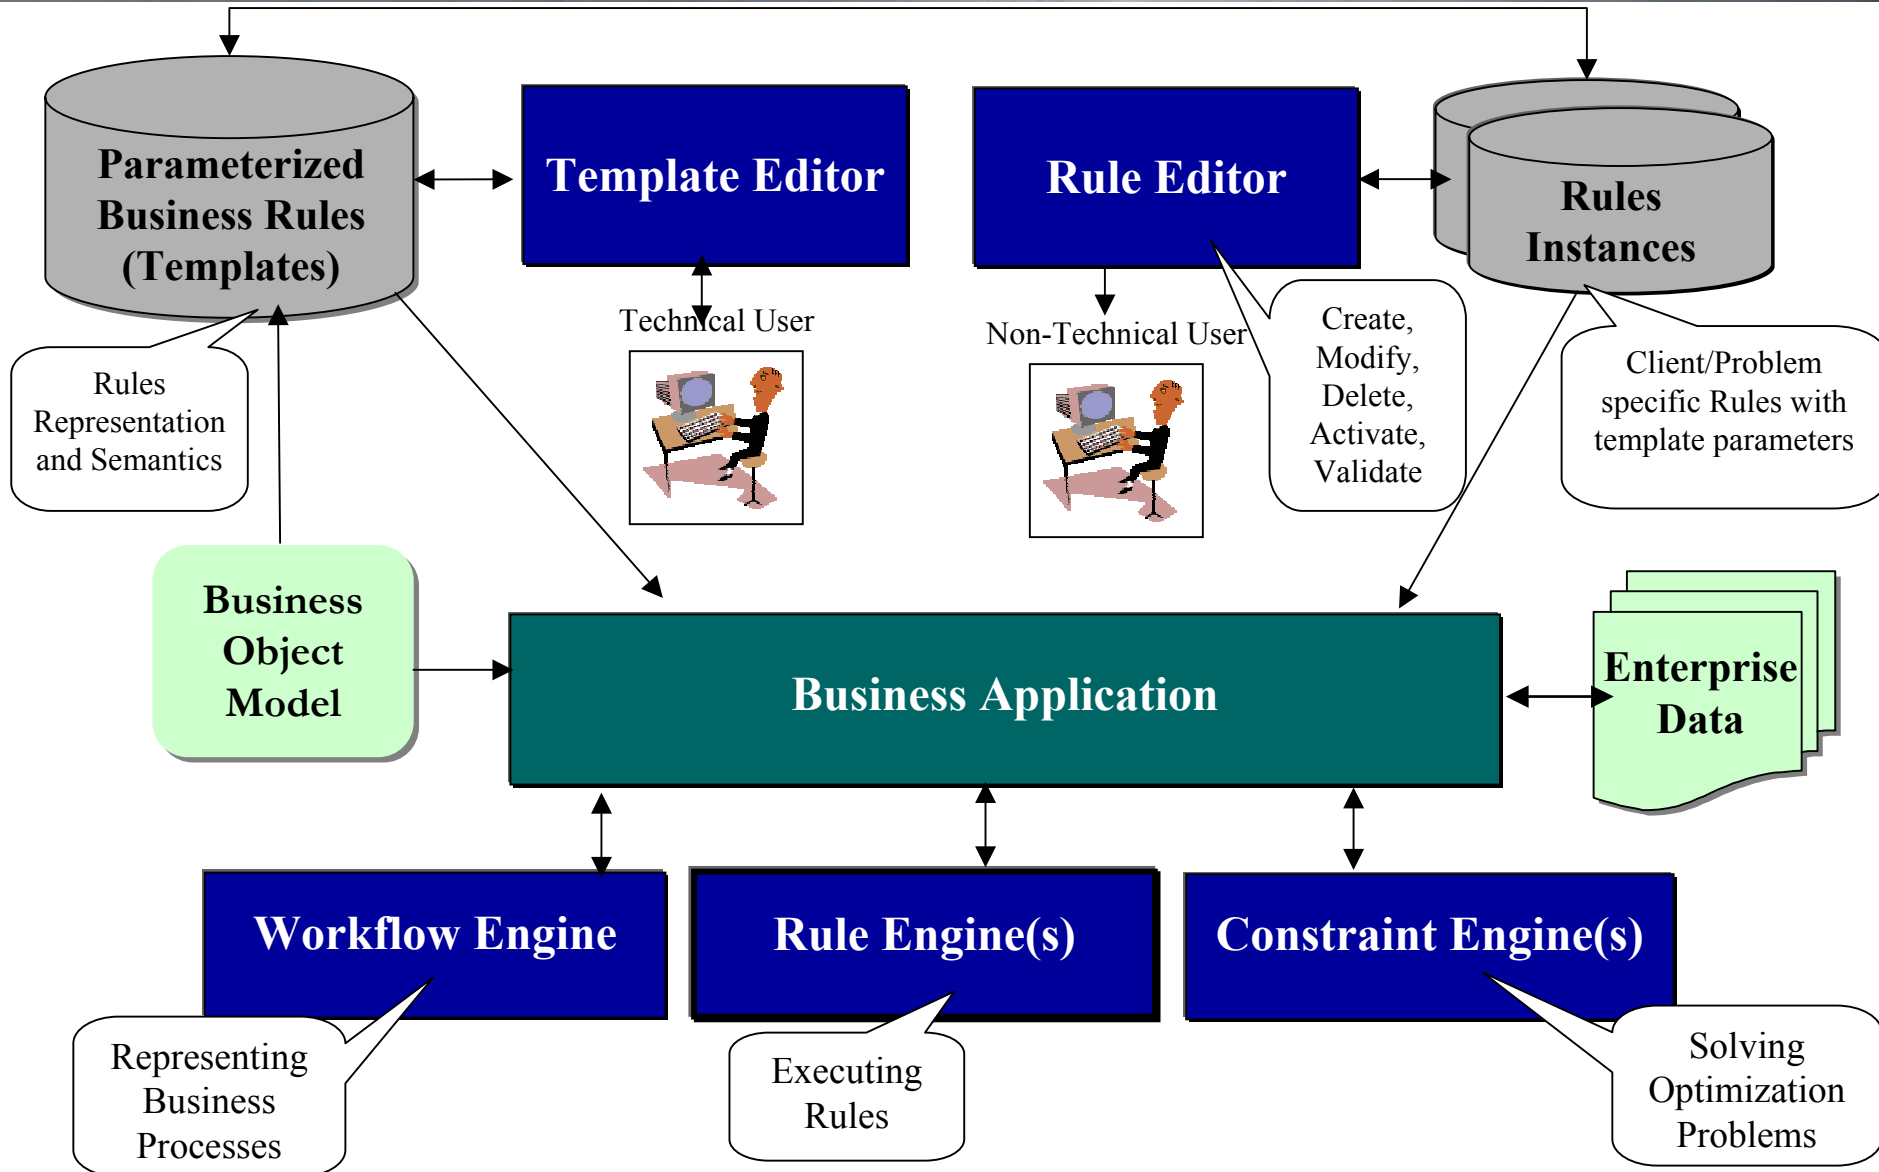 Parameterized
Business Rules
(Templates)
Template Editor
Rule Editor
Rules
Instances
Technical User
Non-Technical User
Create,
Modify,
Delete,
Activate,
Validate
Client/Problem
specific Rules with
template parameters
Rules
Representation
and Semantics
Business
Object
Model
Business Application
Enterprise
Data
Workflow Engine
Rule Engine(s)
Constraint Engine(s)
Representing
Business
Processes
Executing
Rules
Solving
Optimization
Problems